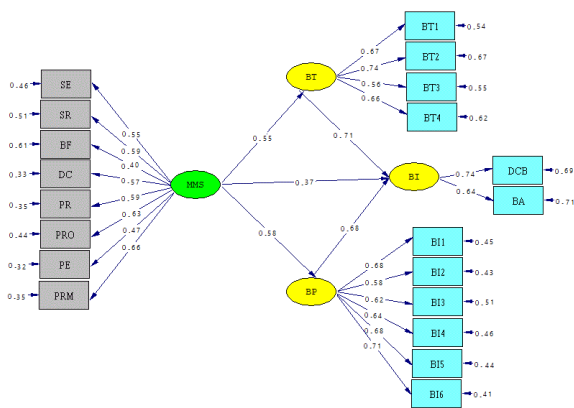 0.46 SE
0.51 SR
0.61 BF
0.33 DC
0.35 PR
0.44 PRO
0.32 PE
0.35 PRM
0.55
0.59
0.40
0.57
0.59
0.63
0.47
0.66
MMS
0.55
0.37
0.58
BT
0.71
BI
0.68
BP
0.67
0.74
0.56
0.66
BT1 0.54
BT2 0.67
BT3 0.55
BT4 0.62
0.74
0.64
DCB 0.69
BA 0.71
0.68
0.58
0.62
0.64
0.68
0.71
BI1 0.45
BI2 0.43
BI3 0.51
BI4 0.46
BI5 0.44
BI6 0.41